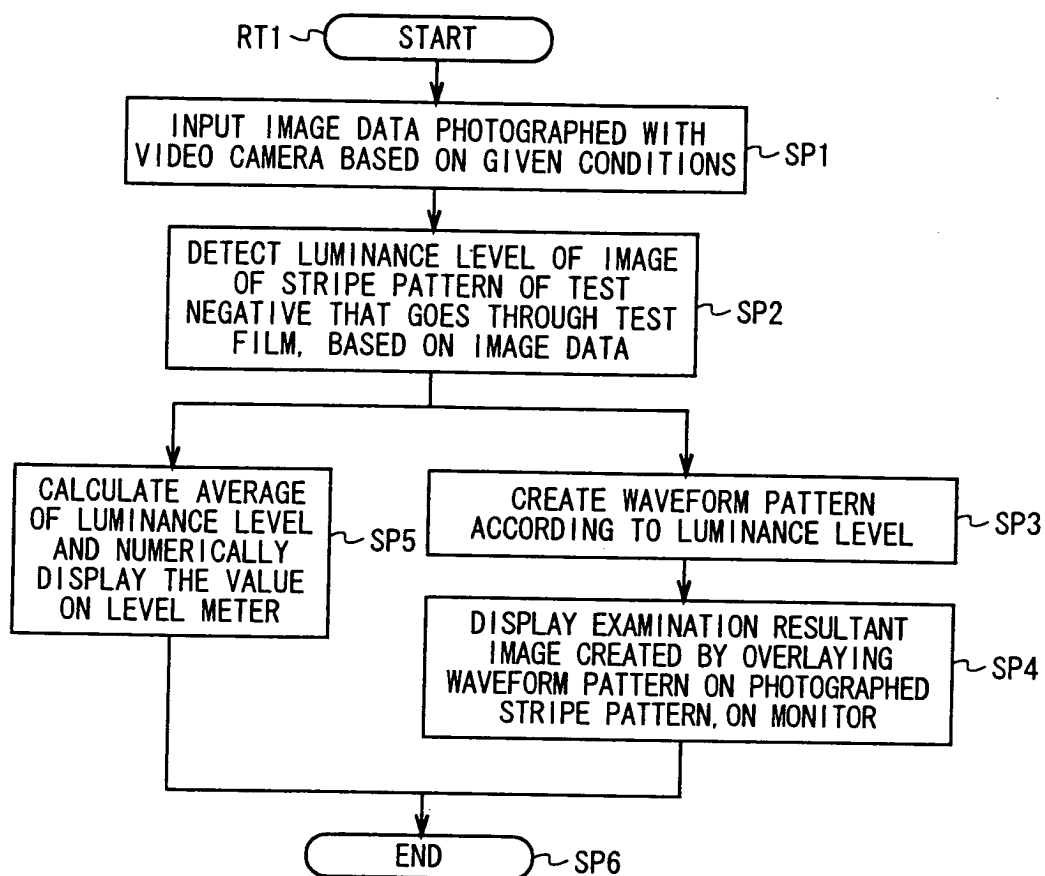 RT1
START
INPUT IMAGE DATA PHOTOGRAPHED WITH
VIDEO CAMERA BASED ON GIVEN CONDITIONS
SP1
DETECT LUMINANCE LEVEL OF IMAGE
OF STRIPE PATTERN OF TEST
NEGATIVE THAT GOES THROUGH TEST
FILM, BASED ON IMAGE DATA
SP2
CALCULATE AVERAGE
OF LUMINANCE LEVEL
AND NUMERICALLY
DISPLAY THE VALUE
ON LEVEL METER
SP5
CREATE WAVEFORM PATTERN
ACCORDING TO LUMINANCE LEVEL
SP3
DISPLAY EXAMINATION RESULTANT
IMAGE CREATED BY OVERLAYING
WAVEFORM PATTERN ON PHOTOGRAPHED
STRIPE PATTERN, ON MONITOR
SP4
END
SP6